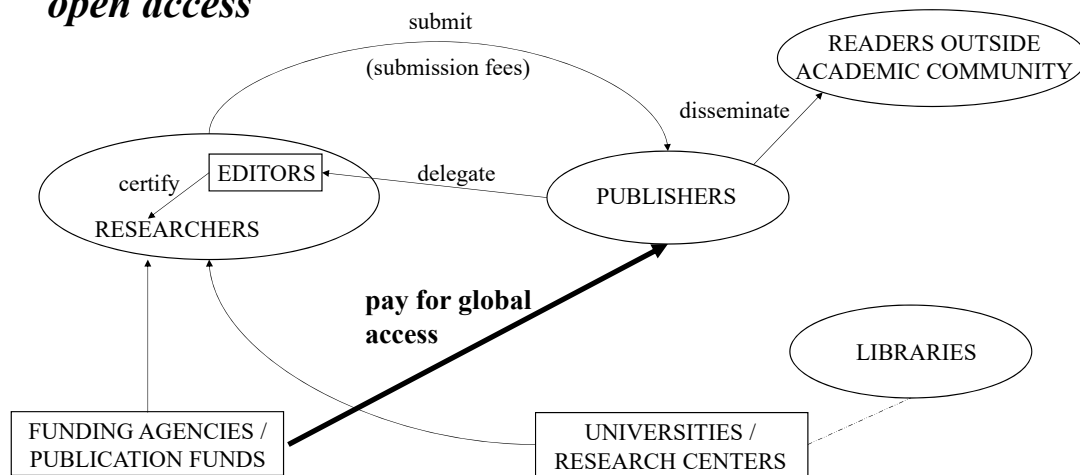 open access
submit
(submission fees)
READERS OUTSIDE
ACADEMIC COMMUNITY
disseminate
EDITORS
certify
delegate
PUBLISHERS
RESEARCHERS
pay for global
access
LIBRARIES
FUNDING AGENCIES /
PUBLICATION FUNDS
UNIVERSITIES /
RESEARCH CENTERS